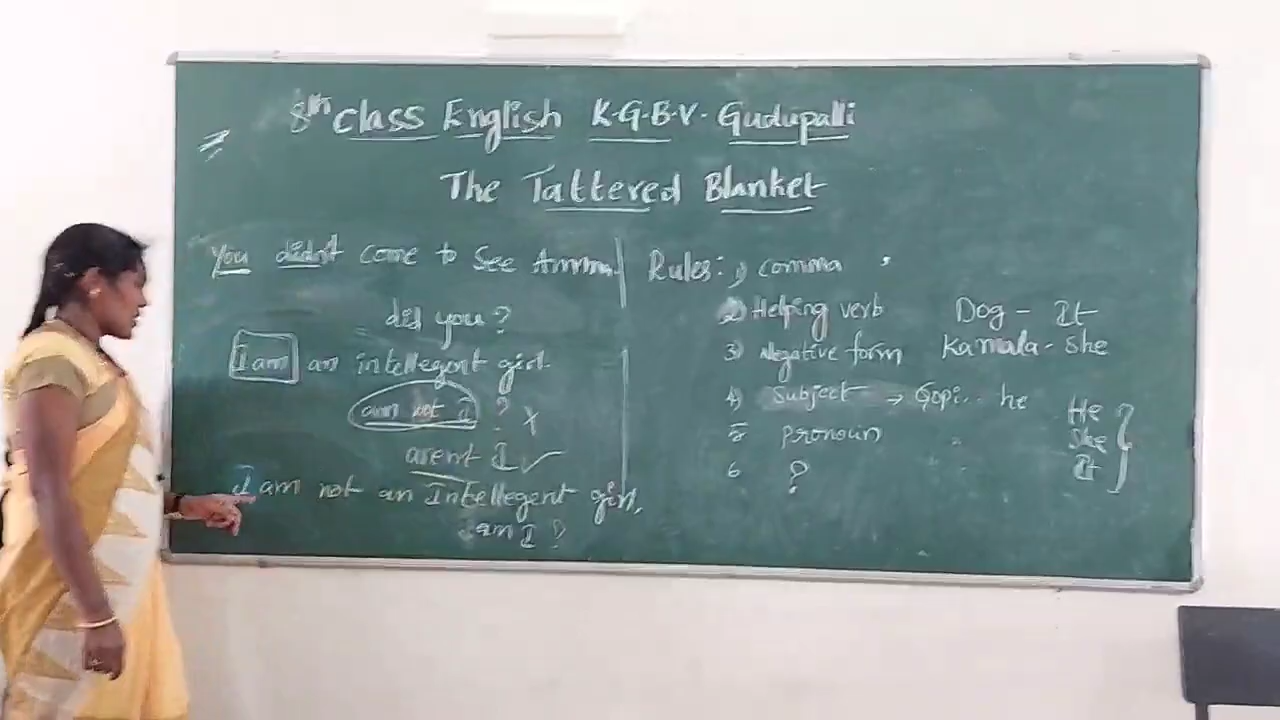 8th Class English K.G.B.V. Gudupalli
The Tattered Blanket
You didn't come to see Amma
did you?
I am an intellegent girl.
am not I ? X
arent I ✓
I am not an Intellegent girl,
am I ?
Rules: 1) comma ,
2) Helping verb
3) Negative form
4) Subject → Gopi.. he
5 pronoun
6 ?
Dog - It
Kamala - She
He
She
It